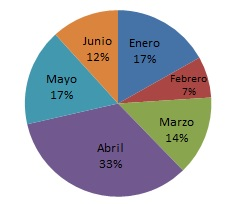 Enero
17%
Febrero
7%
Marzo
14%
Abril
33%
Mayo
17%
Junio
12%